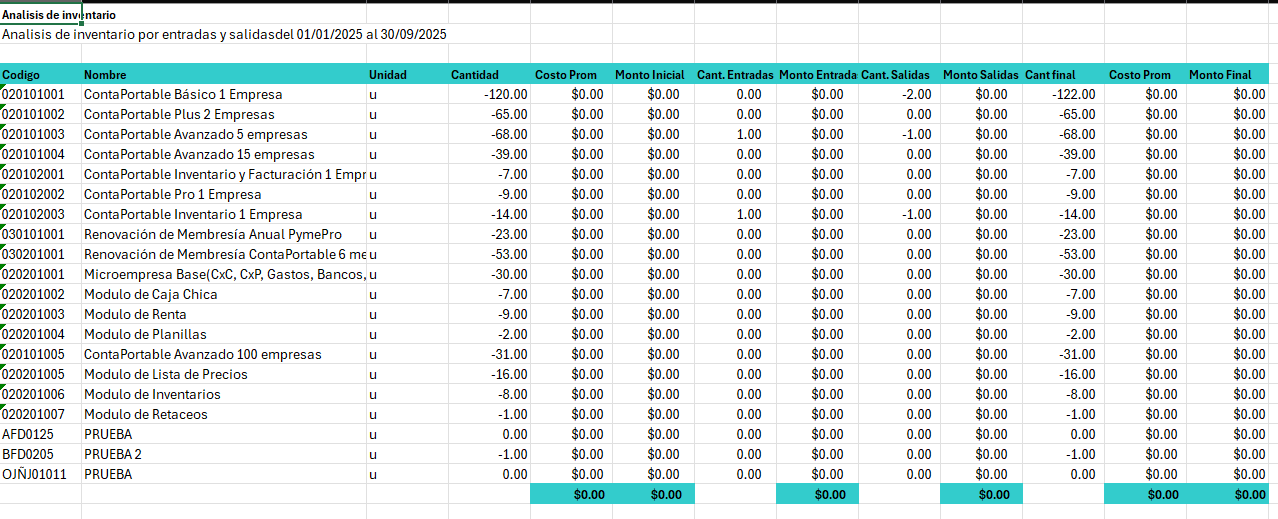 Analisis de inventario
Analisis de inventario por entradas y salidasdel 01/01/2025 al 30/09/2025
Codigo Nombre Unidad Cantidad Costo Prom Monto Inicial Cant. Entradas Monto Entrada Cant. Salidas Monto Salidas Cant final Costo Prom Monto Final
020101001 ContaPortable Básico 1 Empresa u -120.00 $0.00 $0.00 0.00 $0.00 -2.00 $0.00 -122.00 $0.00 $0.00
020101002 ContaPortable Plus 2 Empresas u -65.00 $0.00 $0.00 0.00 $0.00 0.00 $0.00 -65.00 $0.00 $0.00
020101003 ContaPortable Avanzado 5 empresas u -68.00 $0.00 $0.00 1.00 $0.00 -1.00 $0.00 -68.00 $0.00 $0.00
020101004 ContaPortable Avanzado 15 empresas u -39.00 $0.00 $0.00 0.00 $0.00 0.00 $0.00 -39.00 $0.00 $0.00
020102001 ContaPortable Inventario y Facturación 1 Empr u -7.00 $0.00 $0.00 0.00 $0.00 0.00 $0.00 -7.00 $0.00 $0.00
020102002 ContaPortable Pro 1 Empresa u -9.00 $0.00 $0.00 0.00 $0.00 0.00 $0.00 -9.00 $0.00 $0.00
020102003 ContaPortable Inventario 1 Empresa u -14.00 $0.00 $0.00 1.00 $0.00 -1.00 $0.00 -14.00 $0.00 $0.00
030101001 Renovación de Membresía Anual PymePro u -23.00 $0.00 $0.00 0.00 $0.00 0.00 $0.00 -23.00 $0.00 $0.00
030201001 Renovación de Membresía ContaPortable 6 me u -53.00 $0.00 $0.00 0.00 $0.00 0.00 $0.00 -53.00 $0.00 $0.00
020201001 Microempresa Base(CxC, CxP, Gastos, Bancos, u -30.00 $0.00 $0.00 0.00 $0.00 0.00 $0.00 -30.00 $0.00 $0.00
020201002 Modulo de Caja Chica u -7.00 $0.00 $0.00 0.00 $0.00 0.00 $0.00 -7.00 $0.00 $0.00
020201003 Modulo de Renta u -9.00 $0.00 $0.00 0.00 $0.00 0.00 $0.00 -9.00 $0.00 $0.00
020201004 Modulo de Planillas u -2.00 $0.00 $0.00 0.00 $0.00 0.00 $0.00 -2.00 $0.00 $0.00
020101005 ContaPortable Avanzado 100 empresas u -31.00 $0.00 $0.00 0.00 $0.00 0.00 $0.00 -31.00 $0.00 $0.00
020201005 Modulo de Lista de Precios u -16.00 $0.00 $0.00 0.00 $0.00 0.00 $0.00 -16.00 $0.00 $0.00
020201006 Modulo de Inventarios u -8.00 $0.00 $0.00 0.00 $0.00 0.00 $0.00 -8.00 $0.00 $0.00
020201007 Modulo de Retaceos u -1.00 $0.00 $0.00 0.00 $0.00 0.00 $0.00 -1.00 $0.00 $0.00
AFD0125 PRUEBA u 0.00 $0.00 $0.00 0.00 $0.00 0.00 $0.00 0.00 $0.00 $0.00
BFD0205 PRUEBA 2 u -1.00 $0.00 $0.00 0.00 $0.00 0.00 $0.00 -1.00 $0.00 $0.00
OJÑJ01011 PRUEBA u 0.00 $0.00 $0.00 0.00 $0.00 0.00 $0.00 0.00 $0.00 $0.00
$0.00 $0.00 $0.00 $0.00 $0.00 $0.00